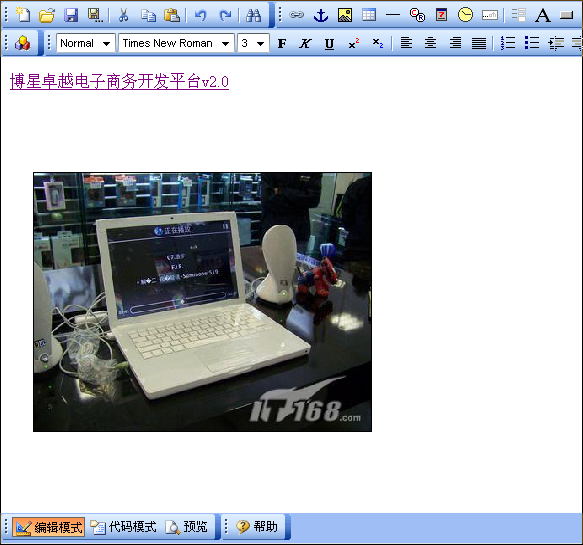 Normal Times New Roman 3 F K U x² x₂
A
博星卓越电子商务开发平台v2.0
正在播放
IT168.com
编辑模式 代码模式 预览 帮助